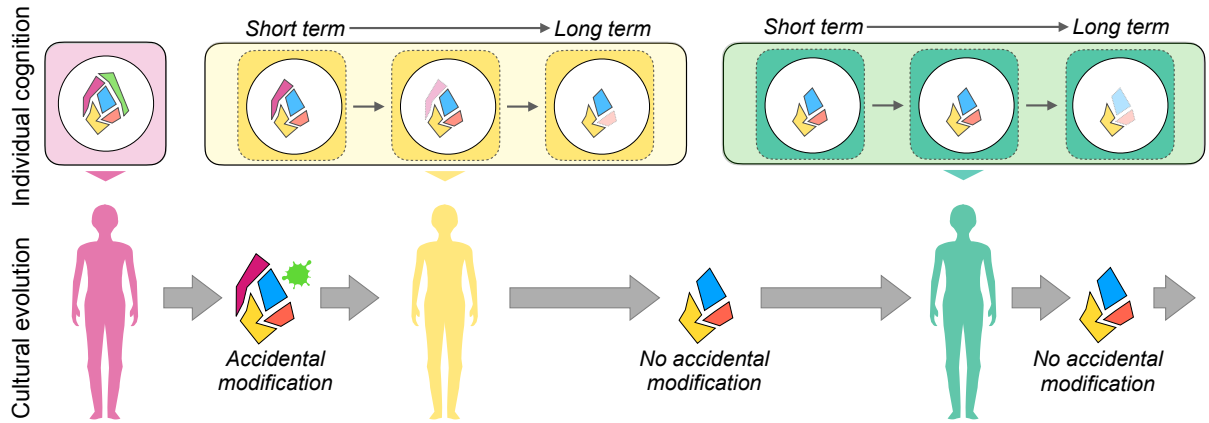 Individual cognition
Short term
Long term
Short term
Long term
Cultural evolution
Accidental
modification
No accidental
modification
No accidental
modification